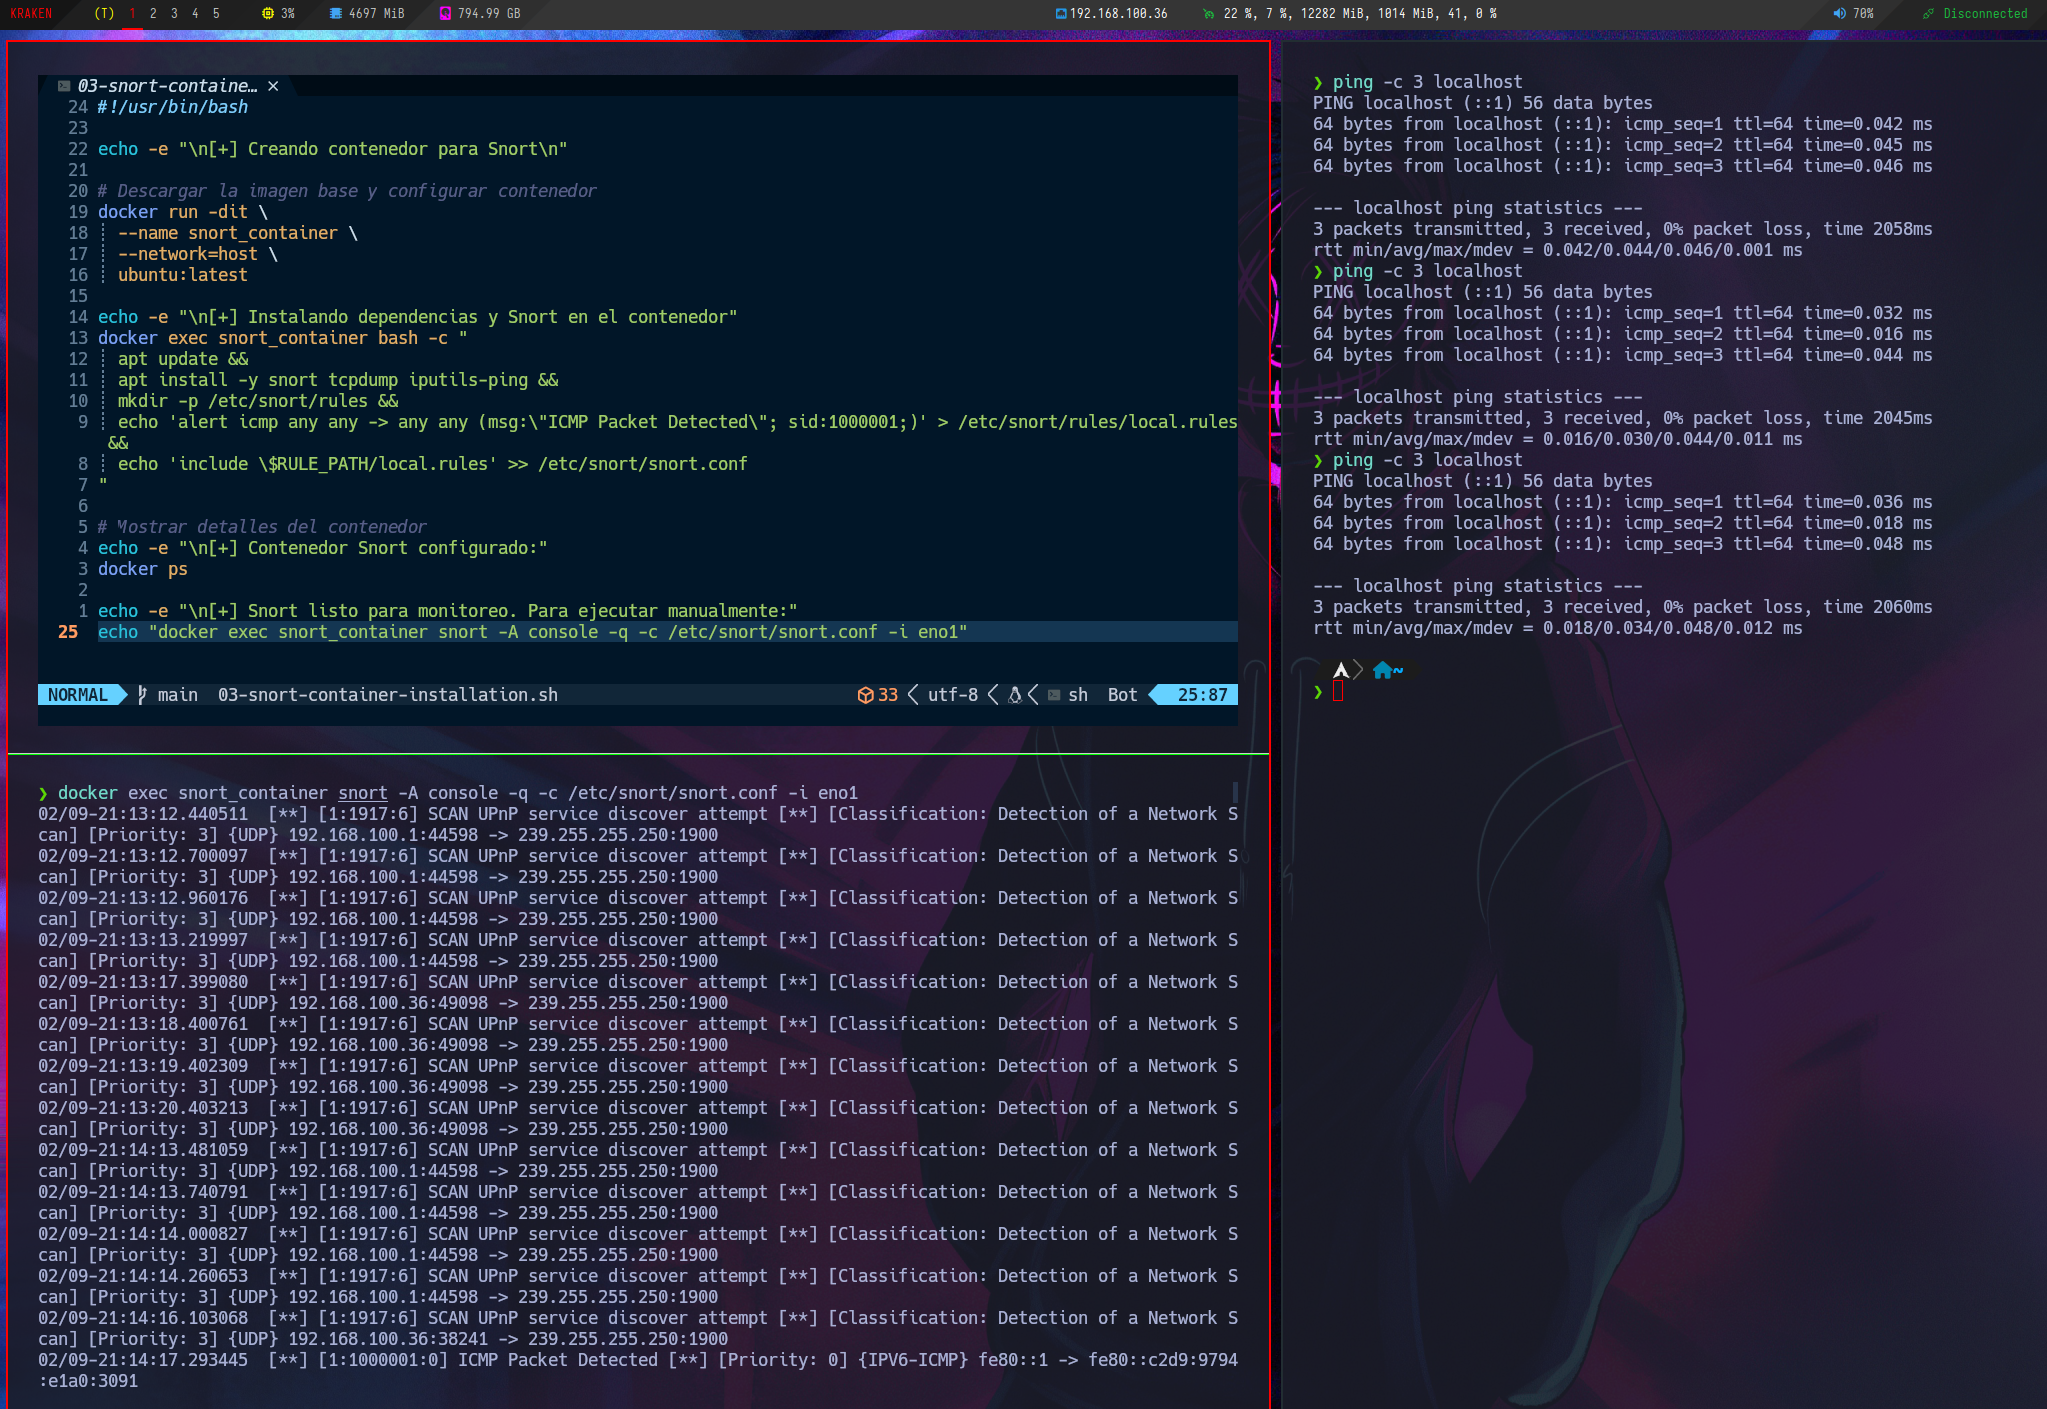 KRAKEN (T) 1 2 3 4 5 3% 4697 MiB 794.99 GB 192.168.100.36 22 %, 7 %, 12282 MiB, 1014 MiB, 41, 0 % 70% Disconnected
03-snort-containe… ×
24 #!/usr/bin/bash
23
22 echo -e "\n[+] Creando contenedor para Snort\n"
21
20 # Descargar la imagen base y configurar contenedor
19 docker run -dit \
18 --name snort_container \
17 --network=host \
16 ubuntu:latest
15
14 echo -e "\n[+] Instalando dependencias y Snort en el contenedor"
13 docker exec snort_container bash -c "
12 apt update &&
11 apt install -y snort tcpdump iputils-ping &&
10 mkdir -p /etc/snort/rules &&
9 echo 'alert icmp any any -> any any (msg:\"ICMP Packet Detected\"; sid:1000001;)' > /etc/snort/rules/local.rules
&&
8 echo 'include \$RULE_PATH/local.rules' >> /etc/snort/snort.conf
7 "
6
5 # Mostrar detalles del contenedor
4 echo -e "\n[+] Contenedor Snort configurado:"
3 docker ps
2
1 echo -e "\n[+] Snort listo para monitoreo. Para ejecutar manualmente:"
25 echo "docker exec snort_container snort -A console -q -c /etc/snort/snort.conf -i eno1"
NORMAL main 03-snort-container-installation.sh 33 utf-8 sh Bot 25:87
❯ docker exec snort_container snort -A console -q -c /etc/snort/snort.conf -i eno1
02/09-21:13:12.440511 [**] [1:1917:6] SCAN UPnP service discover attempt [**] [Classification: Detection of a Network S
can] [Priority: 3] {UDP} 192.168.100.1:44598 -> 239.255.255.250:1900
02/09-21:13:12.700097 [**] [1:1917:6] SCAN UPnP service discover attempt [**] [Classification: Detection of a Network S
can] [Priority: 3] {UDP} 192.168.100.1:44598 -> 239.255.255.250:1900
02/09-21:13:12.960176 [**] [1:1917:6] SCAN UPnP service discover attempt [**] [Classification: Detection of a Network S
can] [Priority: 3] {UDP} 192.168.100.1:44598 -> 239.255.255.250:1900
02/09-21:13:13.219997 [**] [1:1917:6] SCAN UPnP service discover attempt [**] [Classification: Detection of a Network S
can] [Priority: 3] {UDP} 192.168.100.1:44598 -> 239.255.255.250:1900
02/09-21:13:17.399080 [**] [1:1917:6] SCAN UPnP service discover attempt [**] [Classification: Detection of a Network S
can] [Priority: 3] {UDP} 192.168.100.36:49098 -> 239.255.255.250:1900
02/09-21:13:18.400761 [**] [1:1917:6] SCAN UPnP service discover attempt [**] [Classification: Detection of a Network S
can] [Priority: 3] {UDP} 192.168.100.36:49098 -> 239.255.255.250:1900
02/09-21:13:19.402309 [**] [1:1917:6] SCAN UPnP service discover attempt [**] [Classification: Detection of a Network S
can] [Priority: 3] {UDP} 192.168.100.36:49098 -> 239.255.255.250:1900
02/09-21:13:20.403213 [**] [1:1917:6] SCAN UPnP service discover attempt [**] [Classification: Detection of a Network S
can] [Priority: 3] {UDP} 192.168.100.36:49098 -> 239.255.255.250:1900
02/09-21:14:13.481059 [**] [1:1917:6] SCAN UPnP service discover attempt [**] [Classification: Detection of a Network S
can] [Priority: 3] {UDP} 192.168.100.1:44598 -> 239.255.255.250:1900
02/09-21:14:13.740791 [**] [1:1917:6] SCAN UPnP service discover attempt [**] [Classification: Detection of a Network S
can] [Priority: 3] {UDP} 192.168.100.1:44598 -> 239.255.255.250:1900
02/09-21:14:14.000827 [**] [1:1917:6] SCAN UPnP service discover attempt [**] [Classification: Detection of a Network S
can] [Priority: 3] {UDP} 192.168.100.1:44598 -> 239.255.255.250:1900
02/09-21:14:14.260653 [**] [1:1917:6] SCAN UPnP service discover attempt [**] [Classification: Detection of a Network S
can] [Priority: 3] {UDP} 192.168.100.1:44598 -> 239.255.255.250:1900
02/09-21:14:16.103068 [**] [1:1917:6] SCAN UPnP service discover attempt [**] [Classification: Detection of a Network S
can] [Priority: 3] {UDP} 192.168.100.36:38241 -> 239.255.255.250:1900
02/09-21:14:17.293445 [**] [1:1000001:0] ICMP Packet Detected [**] [Priority: 0] {IPV6-ICMP} fe80::1 -> fe80::c2d9:9794
:e1a0:3091
❯ ping -c 3 localhost
PING localhost (::1) 56 data bytes
64 bytes from localhost (::1): icmp_seq=1 ttl=64 time=0.042 ms
64 bytes from localhost (::1): icmp_seq=2 ttl=64 time=0.045 ms
64 bytes from localhost (::1): icmp_seq=3 ttl=64 time=0.046 ms
--- localhost ping statistics ---
3 packets transmitted, 3 received, 0% packet loss, time 2058ms
rtt min/avg/max/mdev = 0.042/0.044/0.046/0.001 ms
❯ ping -c 3 localhost
PING localhost (::1) 56 data bytes
64 bytes from localhost (::1): icmp_seq=1 ttl=64 time=0.032 ms
64 bytes from localhost (::1): icmp_seq=2 ttl=64 time=0.016 ms
64 bytes from localhost (::1): icmp_seq=3 ttl=64 time=0.044 ms
--- localhost ping statistics ---
3 packets transmitted, 3 received, 0% packet loss, time 2045ms
rtt min/avg/max/mdev = 0.016/0.030/0.044/0.011 ms
❯ ping -c 3 localhost
PING localhost (::1) 56 data bytes
64 bytes from localhost (::1): icmp_seq=1 ttl=64 time=0.036 ms
64 bytes from localhost (::1): icmp_seq=2 ttl=64 time=0.018 ms
64 bytes from localhost (::1): icmp_seq=3 ttl=64 time=0.048 ms
--- localhost ping statistics ---
3 packets transmitted, 3 received, 0% packet loss, time 2060ms
rtt min/avg/max/mdev = 0.018/0.034/0.048/0.012 ms
~
❯